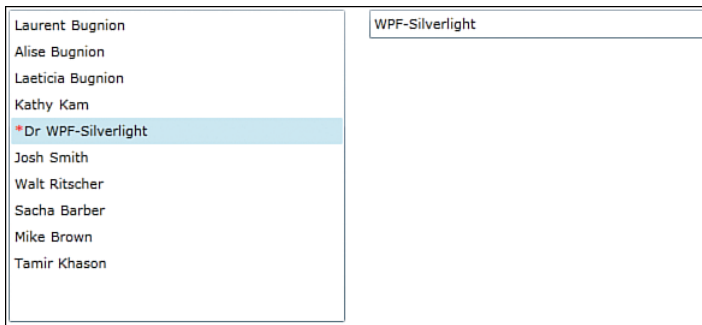 Laurent Bugnion
Alise Bugnion
Laeticia Bugnion
Kathy Kam
*Dr WPF-Silverlight
Josh Smith
Walt Ritscher
Sacha Barber
Mike Brown
Tamir Khason
WPF-Silverlight